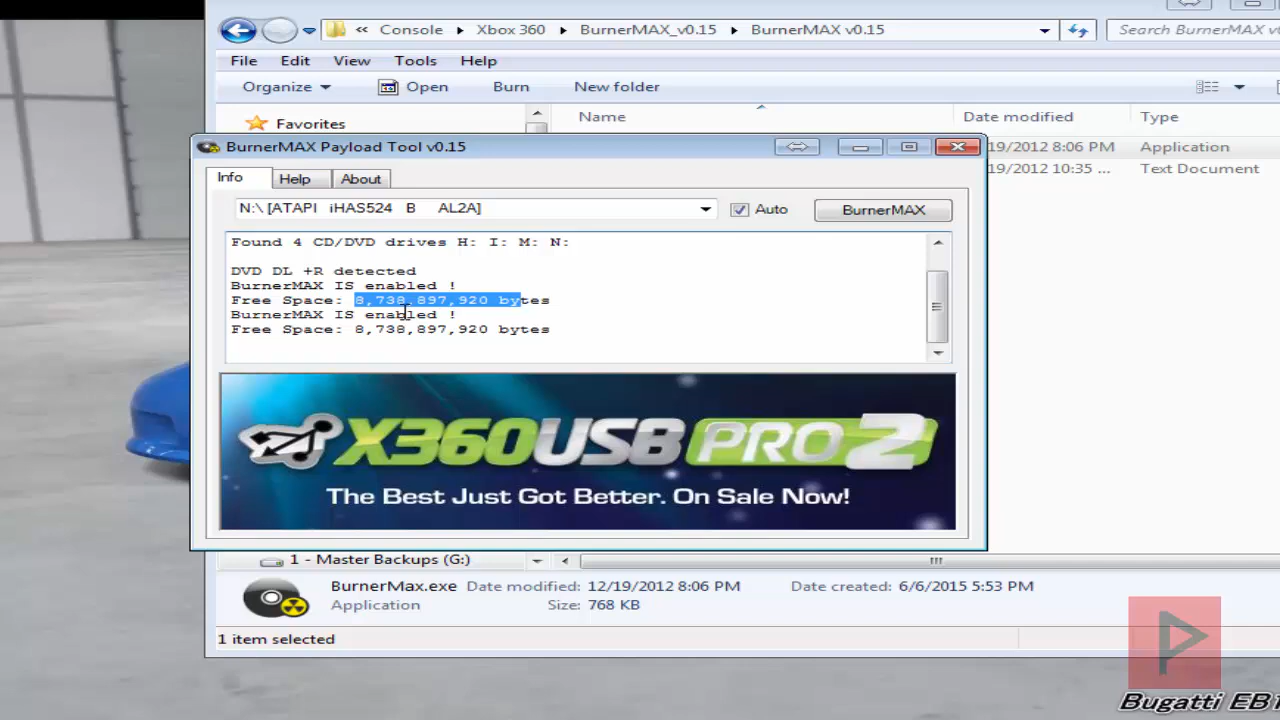 « Console ▸ Xbox 360 ▸ BurnerMAX_v0.15 ▸ BurnerMAX v0.15
Search BurnerMAX v0
File Edit View Tools Help
Organize Open Burn New folder
Favorites
Name Date modified Type
19/2012 8:06 PM Application
19/2012 10:35 ... Text Document
BurnerMAX Payload Tool v0.15
Info Help About
N:\ [ATAPI iHAS524 B AL2A]
Auto
BurnerMAX
Found 4 CD/DVD drives H: I: M: N:
DVD DL +R detected
BurnerMAX IS enabled !
Free Space: 8,738,897,920 bytes
BurnerMAX IS enabled !
Free Space: 8,738,897,920 bytes
X360USB PRO 2
The Best Just Got Better. On Sale Now!
1 - Master Backups (G:)
BurnerMax.exe Date modified: 12/19/2012 8:06 PM Date created: 6/6/2015 5:53 PM
Application Size: 768 KB
1 item selected
Bugatti EB1